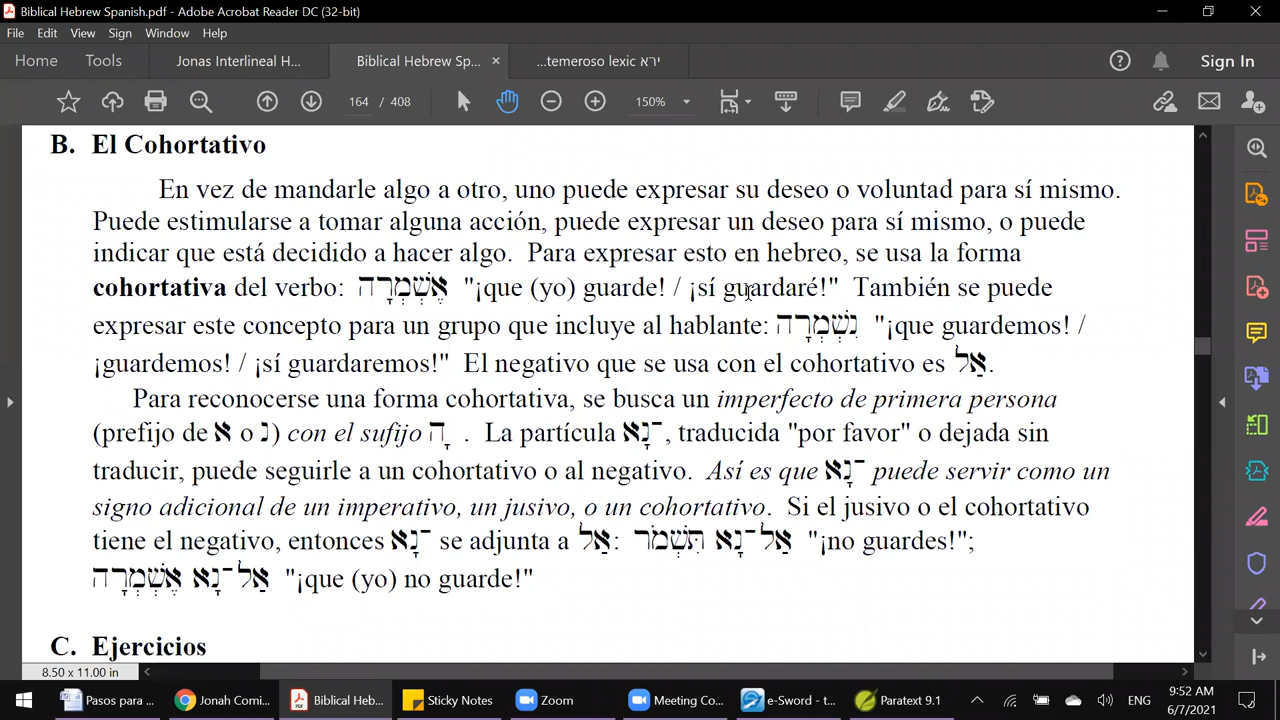 Biblical Hebrew Spanish.pdf - Adobe Acrobat Reader DC (32-bit)
File Edit View Sign Window Help
Home Tools Jonas Interlineal H... Biblical Hebrew Sp... × ...temeroso lexic ירא Sign In
164 / 408 150%
B. El Cohortativo
En vez de mandarle algo a otro, uno puede expresar su deseo o voluntad para sí mismo.
Puede estimularse a tomar alguna acción, puede expresar un deseo para sí mismo, o puede
indicar que está decidido a hacer algo. Para expresar esto en hebreo, se usa la forma
cohortativa del verbo: אֶשְׁמְרָה "¡que (yo) guarde! / ¡sí guardaré!" También se puede
expresar este concepto para un grupo que incluye al hablante: נִשְׁמְרָה "¡que guardemos! /
¡guardemos! / ¡sí guardaremos!" El negativo que se usa con el cohortativo es אַל.
Para reconocerse una forma cohortativa, se busca un imperfecto de primera persona
(prefijo de א o נ) con el sufijo ָה . La partícula ־נָא, traducida "por favor" o dejada sin
traducir, puede seguirle a un cohortativo o al negativo. Así es que ־נָא puede servir como un
signo adicional de un imperativo, un jusivo, o un cohortativo. Si el jusivo o el cohortativo
tiene el negativo, entonces ־נָא se adjunta a אַל: אַל־נָא תִּשְׁמֹר "¡no guardes!";
אַל־נָא אֶשְׁמְרָה "¡que (yo) no guarde!"
C. Ejercicios
8.50 x 11.00 in
Pasos para ... Jonah Comi... Biblical Heb... Sticky Notes Zoom Meeting Co... e-Sword - t... Paratext 9.1 ENG 9:52 AM
6/7/2021